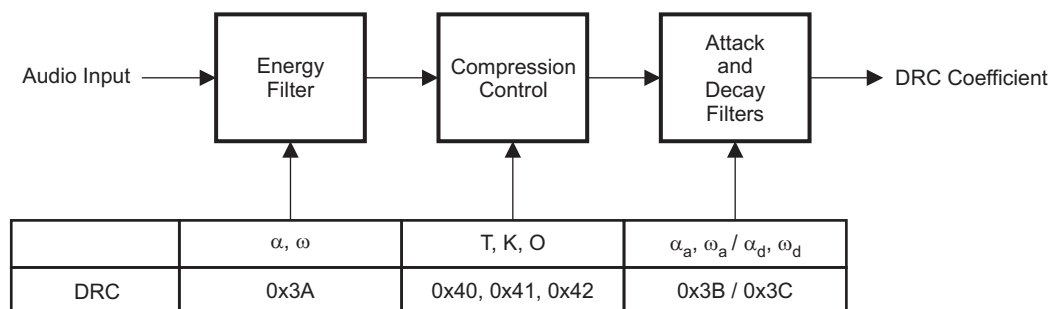 Audio Input
Energy
Filter
Compression
Control
Attack
and
Decay
Filters
DRC Coefficient
α, ω
T, K, O
αa, ωa / αd, ωd
DRC
0x3A
0x40, 0x41, 0x42
0x3B / 0x3C